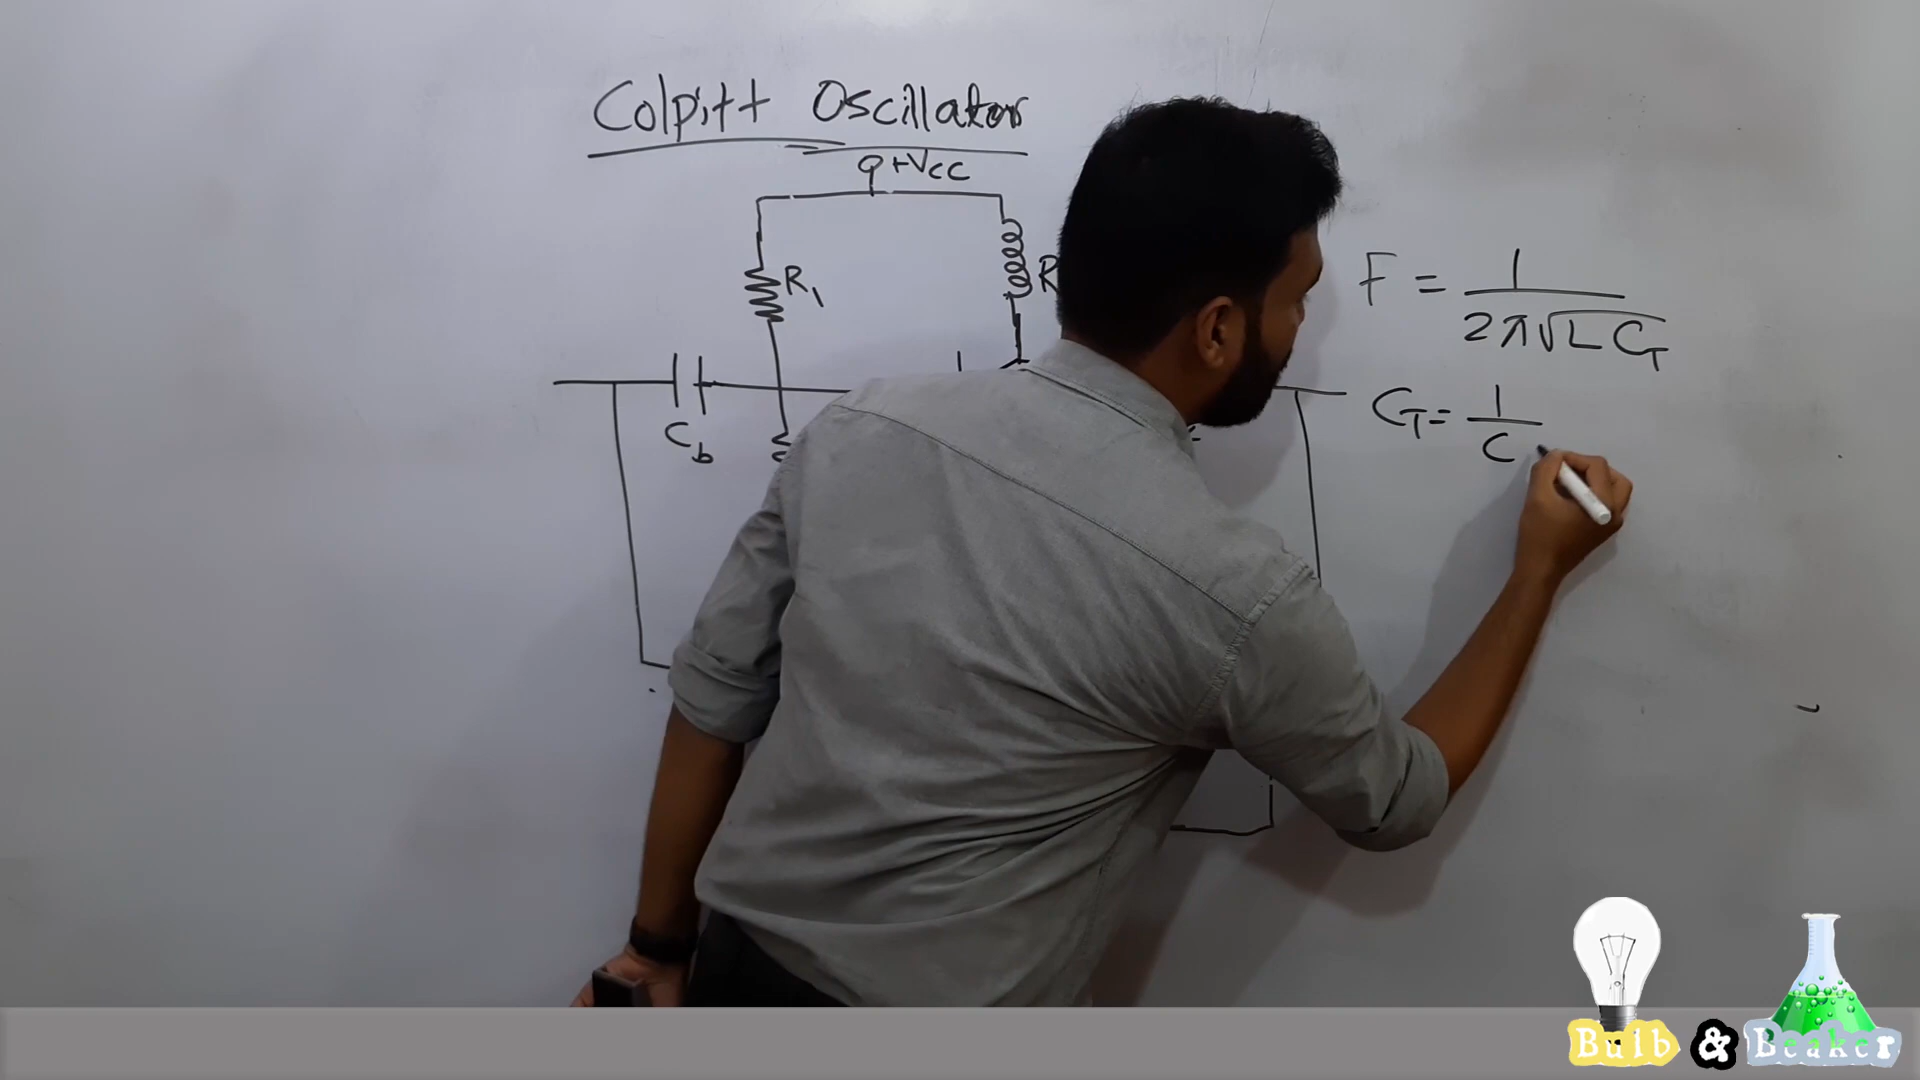 Colpitt Oscillator
+Vcc
R1
R
Cb
F = 1 / 2π√LCT
CT = 1 / C
Bulb & Beaker